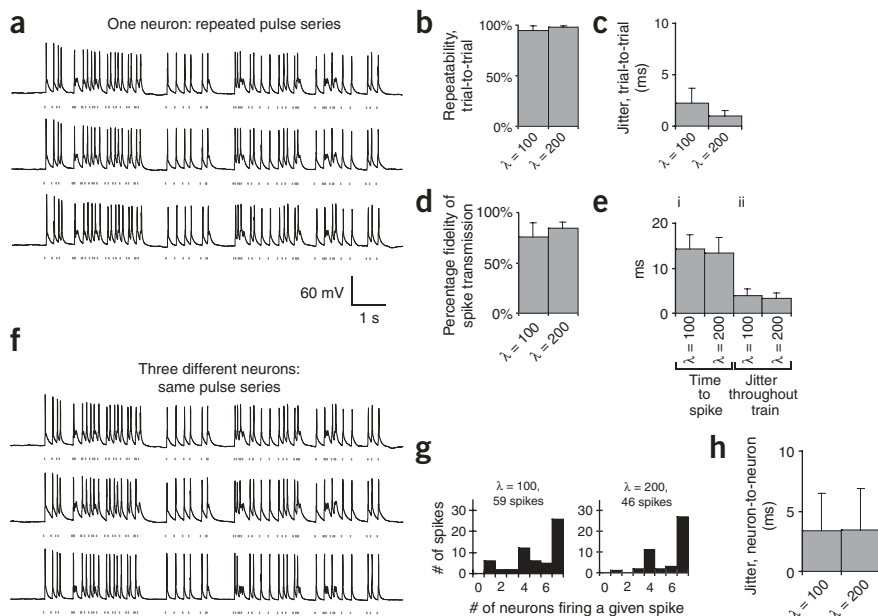 a
One neuron: repeated pulse series
60 mV
1 s
b
Repeatability,
trial-to-trial
100%
50%
0%
λ = 100
λ = 200
c
Jitter, trial-to-trial
(ms)
10
5
0
λ = 100
λ = 200
d
Percentage fidelity of
spike transmission
100%
50%
0%
λ = 100
λ = 200
e
i
ii
ms
20
10
0
λ = 100
λ = 200
λ = 100
λ = 200
Time
to
spike
Jitter
throughout
train
f
Three different neurons:
same pulse series
g
λ = 100,
59 spikes
λ = 200,
46 spikes
# of spikes
30
20
10
0
30
20
10
0
0 2 4 6
0 2 4 6
# of neurons firing a given spike
h
Jitter, neuron-to-neuron
(ms)
10
5
0
λ = 100
λ = 200